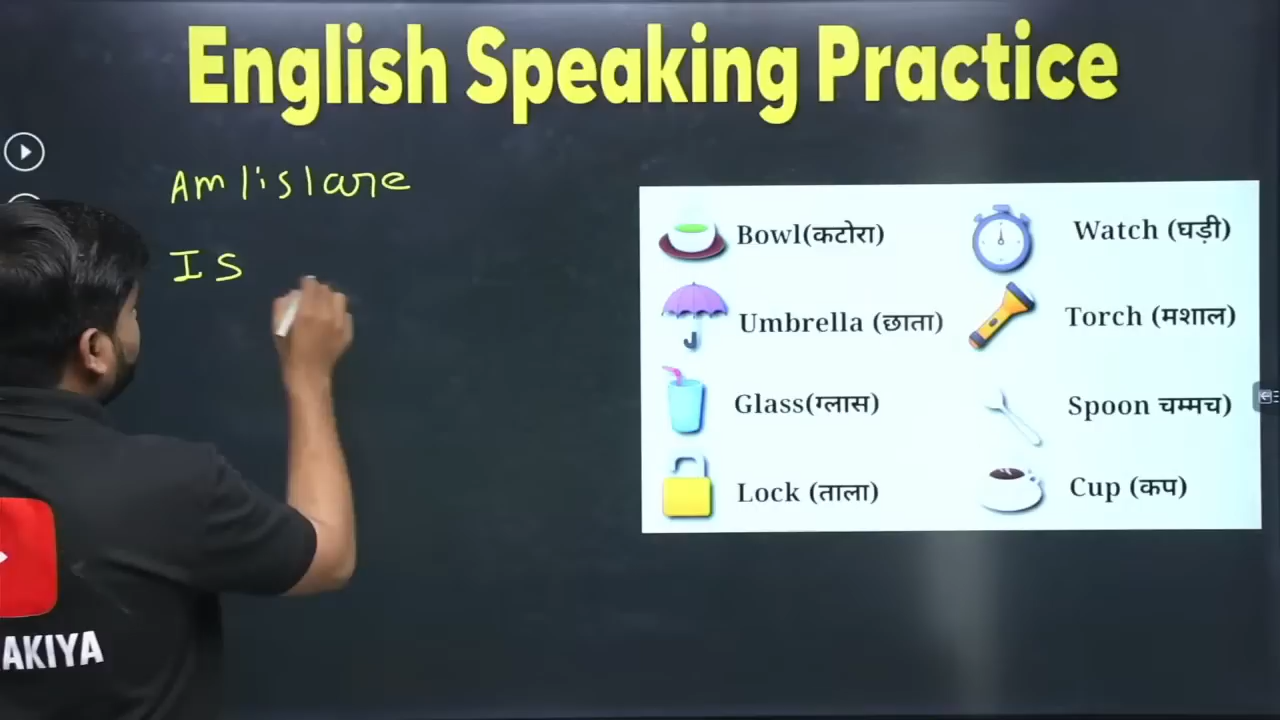 English Speaking Practice
Am/is/are
Is
Bowl(कटोरा)
Watch (घड़ी)
Umbrella (छाता)
Torch (मशाल)
Glass(ग्लास)
Spoon चम्मच)
Lock (ताला)
Cup (कप)
AKIYA